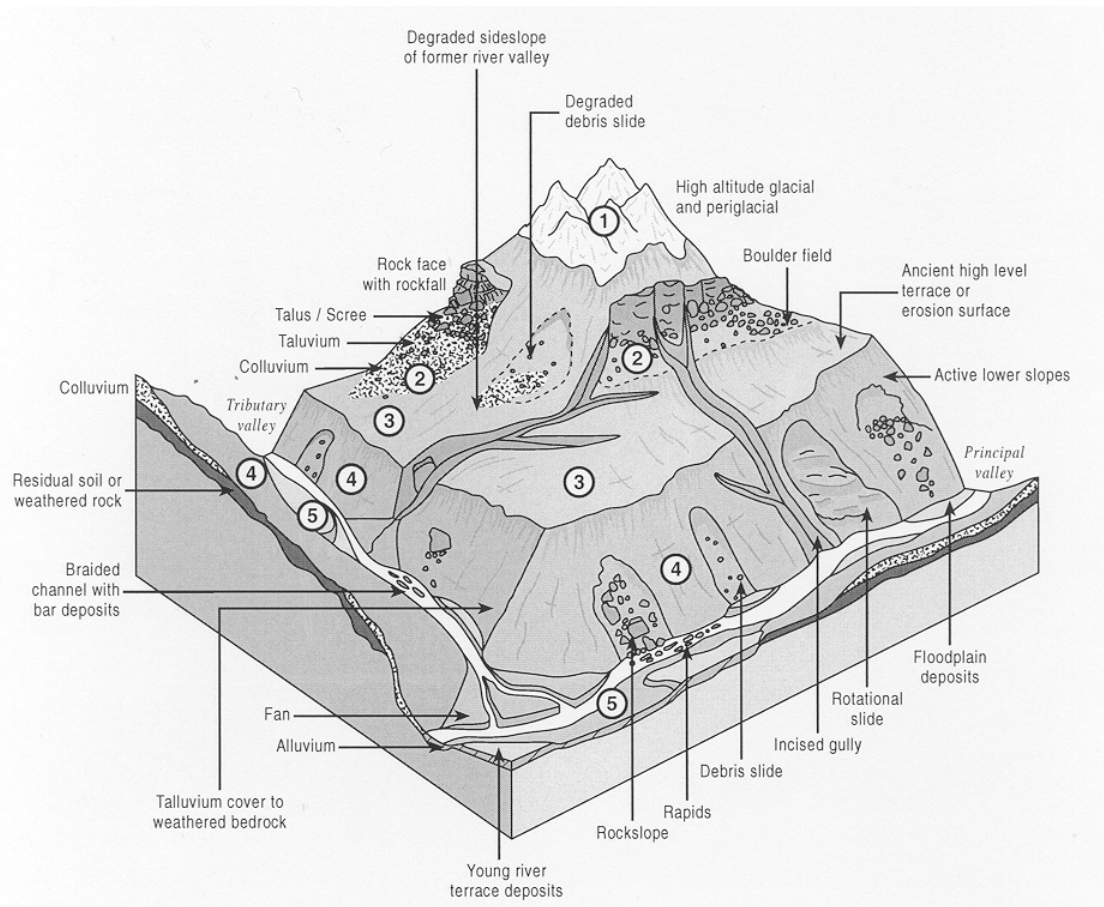 Degraded sideslope
of former river valley
Degraded
debris slide
High altitude glacial
and periglacial
1
Boulder field
Rock face
with rockfall
Ancient high level
terrace or
erosion surface
Talus / Scree
Taluvium
Colluvium
2
2
Active lower slopes
Colluvium
Tributary
valley
3
Principal
valley
4
4
3
Residual soil or
weathered rock
5
4
Braided
channel with
bar deposits
Floodplain
deposits
5
Rotational
slide
Fan
Alluvium
Incised gully
Debris slide
Talluvium cover to
weathered bedrock
Rapids
Rockslope
Young river
terrace deposits